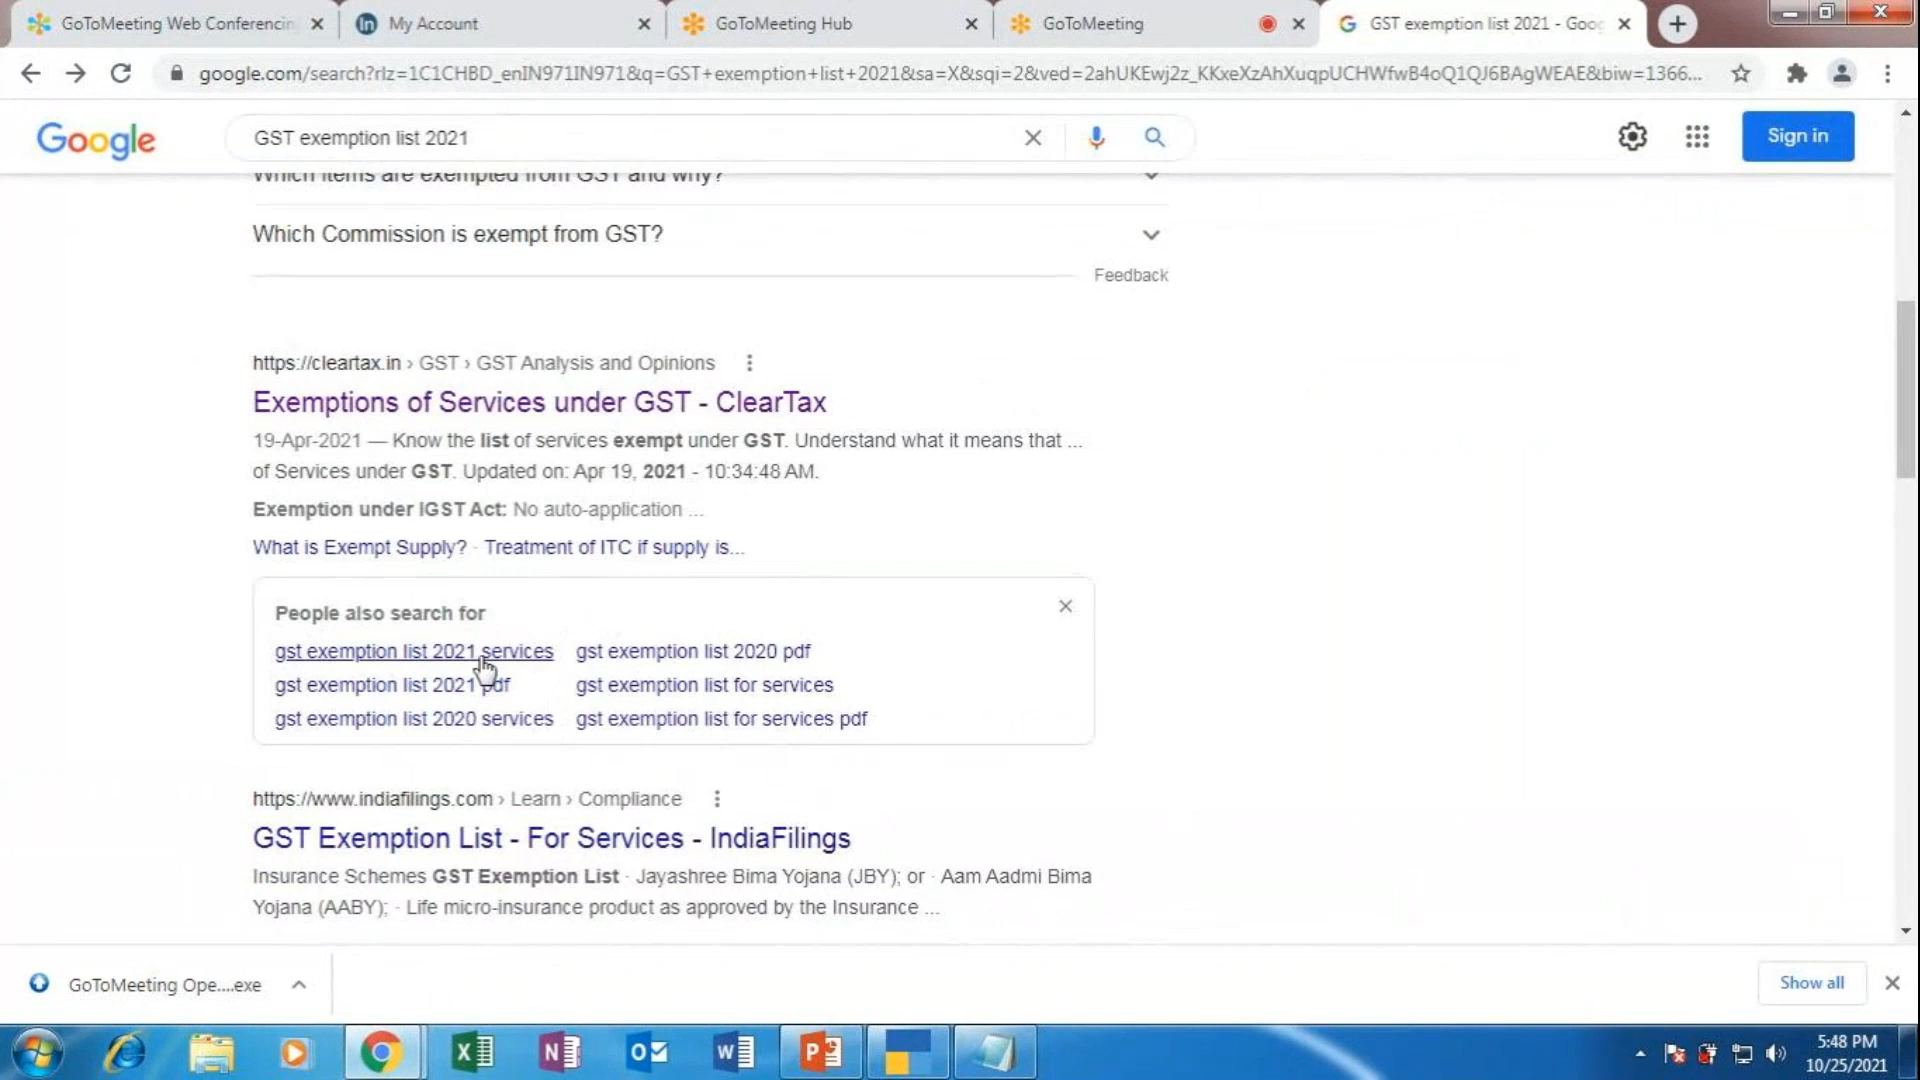 GoToMeeting Web Conferencin
My Account
GoToMeeting Hub
GoToMeeting
GST exemption list 2021 - Goog
google.com/search?rlz=1C1CHBD_enIN971IN971&q=GST+exemption+list+2021&sa=X&sqi=2&ved=2ahUKEwj2z_KKxeXzAhXuqpUCHWfwB4oQ1QJ6BAgWEAE&biw=1366...
Google
GST exemption list 2021
Sign in
Which items are exempted from GST and why?
Which Commission is exempt from GST?
Feedback
https://cleartax.in › GST › GST Analysis and Opinions
Exemptions of Services under GST - ClearTax
19-Apr-2021 — Know the list of services exempt under GST. Understand what it means that ...
of Services under GST. Updated on: Apr 19, 2021 - 10:34:48 AM.
Exemption under IGST Act: No auto-application ...
What is Exempt Supply? · Treatment of ITC if supply is...
People also search for
gst exemption list 2021 services gst exemption list 2020 pdf
gst exemption list 2021 pdf gst exemption list for services
gst exemption list 2020 services gst exemption list for services pdf
https://www.indiafilings.com › Learn › Compliance
GST Exemption List - For Services - IndiaFilings
Insurance Schemes GST Exemption List · Jayashree Bima Yojana (JBY); or · Aam Aadmi Bima
Yojana (AABY); · Life micro-insurance product as approved by the Insurance ...
GoToMeeting Ope....exe
Show all
5:48 PM
10/25/2021